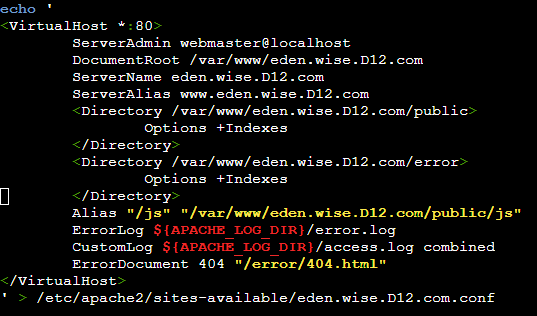 echo '
<VirtualHost *:80>
ServerAdmin webmaster@localhost
DocumentRoot /var/www/eden.wise.D12.com
ServerName eden.wise.D12.com
ServerAlias www.eden.wise.D12.com
<Directory /var/www/eden.wise.D12.com/public>
Options +Indexes
</Directory>
<Directory /var/www/eden.wise.D12.com/error>
Options +Indexes
</Directory>
Alias "/js" "/var/www/eden.wise.D12.com/public/js"
ErrorLog ${APACHE_LOG_DIR}/error.log
CustomLog ${APACHE_LOG_DIR}/access.log combined
ErrorDocument 404 "/error/404.html"
</VirtualHost>
' > /etc/apache2/sites-available/eden.wise.D12.com.conf